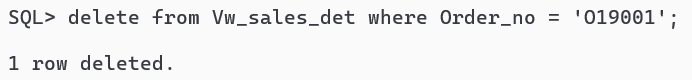 SQL> delete from Vw_sales_det where Order_no = 'O19001';
1 row deleted.